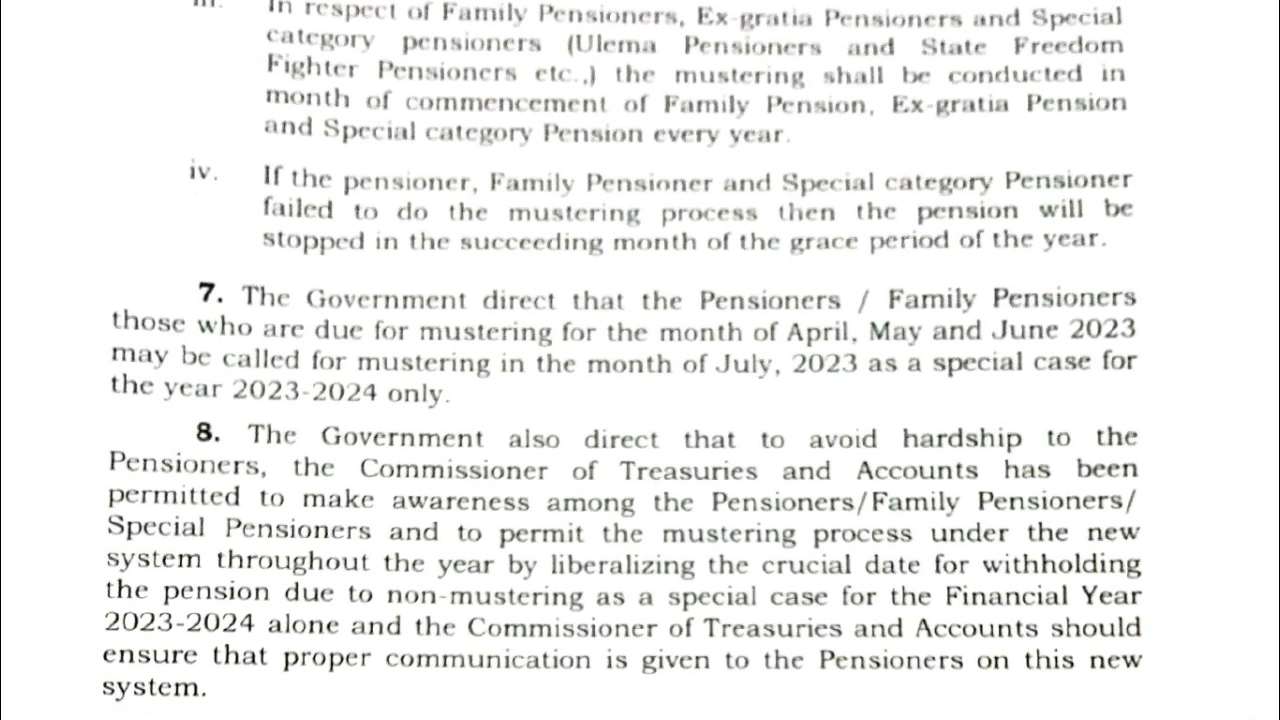 iii. In respect of Family Pensioners, Ex-gratia Pensioners and Special
category pensioners (Ulema Pensioners and State Freedom
Fighter Pensioners etc.,) the mustering shall be conducted in
month of commencement of Family Pension, Ex-gratia Pension
and Special category Pension every year.
iv. If the pensioner, Family Pensioner and Special category Pensioner
failed to do the mustering process then the pension will be
stopped in the succeeding month of the grace period of the year.
7. The Government direct that the Pensioners / Family Pensioners
those who are due for mustering for the month of April, May and June 2023
may be called for mustering in the month of July, 2023 as a special case for
the year 2023-2024 only.
8. The Government also direct that to avoid hardship to the
Pensioners, the Commissioner of Treasuries and Accounts has been
permitted to make awareness among the Pensioners/Family Pensioners/
Special Pensioners and to permit the mustering process under the new
system throughout the year by liberalizing the crucial date for withholding
the pension due to non-mustering as a special case for the Financial Year
2023-2024 alone and the Commissioner of Treasuries and Accounts should
ensure that proper communication is given to the Pensioners on this new
system.